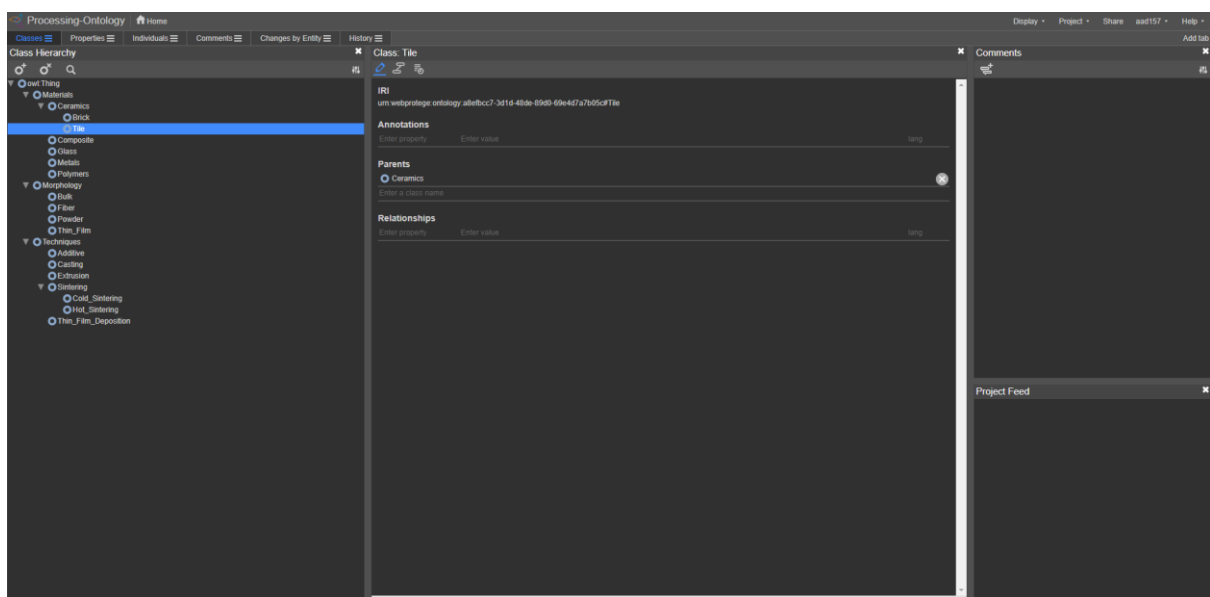 Processing-Ontology Home Display Project Share aad157 Help
Classes Properties Individuals Comments Changes by Entity History Add tab
Class Hierarchy
owl:Thing
Materials
Ceramics
Brick
Tile
Composite
Glass
Metals
Polymers
Morphology
Bulk
Fiber
Powder
Thin_Film
Techniques
Additive
Casting
Extrusion
Sintering
Cold_Sintering
Hot_Sintering
Thin_Film_Deposition
Class: Tile
IRI
urn:webprotege:ontology:a8efbcc7-3d1d-48de-89d0-69e4d7a7b05c#Tile
Annotations
Enter property Enter value lang
Parents
Ceramics
Enter a class name
Relationships
Enter property Enter value lang
Comments
Project Feed